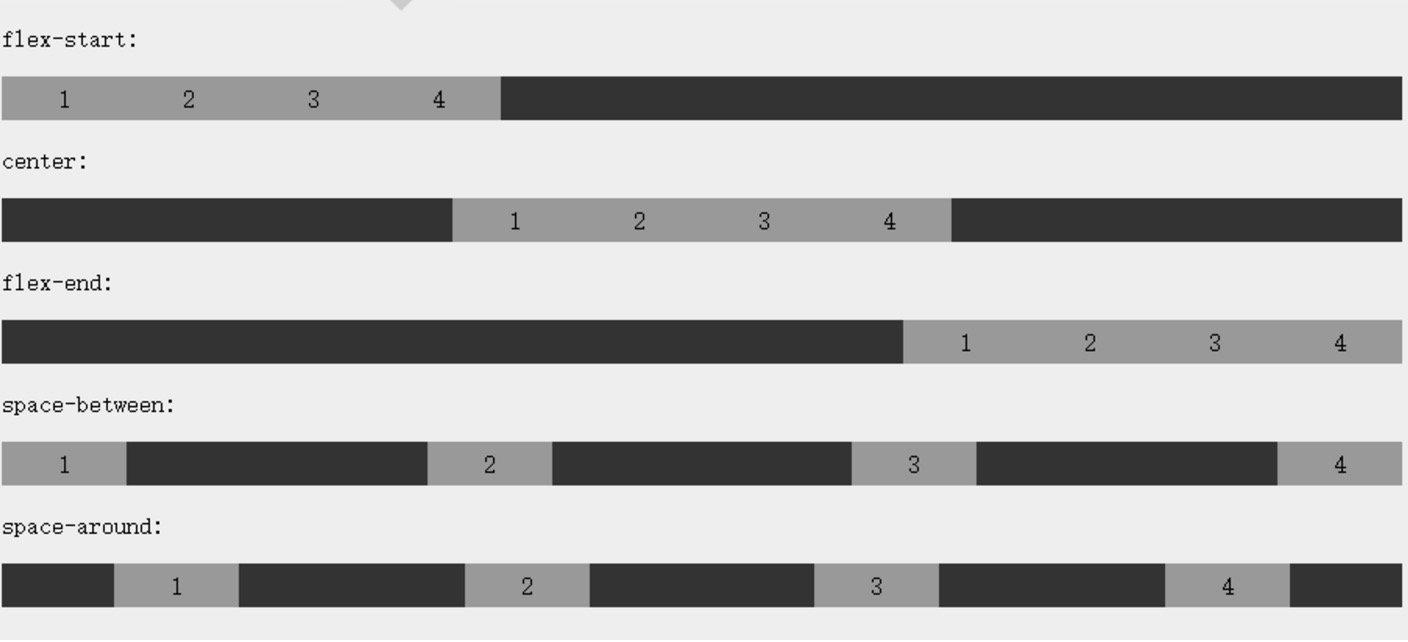 flex-start:
1 2 3 4
center:
1 2 3 4
flex-end:
1 2 3 4
space-between:
1 2 3 4
space-around:
1 2 3 4